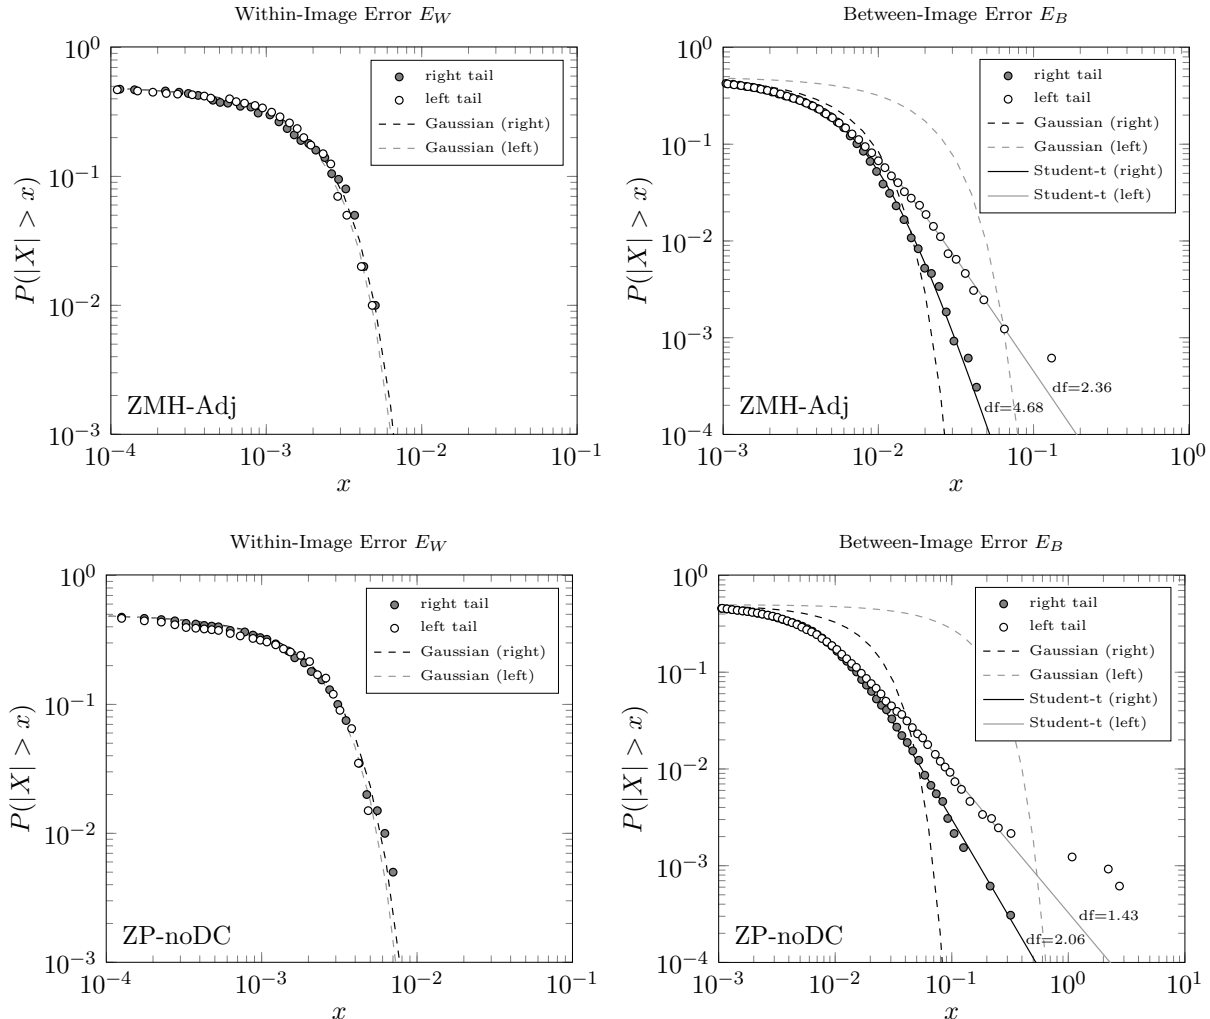 Within-Image Error E_W
10^0
10^−1
10^−2
10^−3
P(|X| > x)
right tail
left tail
Gaussian (right)
Gaussian (left)
ZMH-Adj
10^−4 10^−3 10^−2 10^−1
x
Between-Image Error E_B
10^0
10^−1
10^−2
10^−3
10^−4
P(|X| > x)
right tail
left tail
Gaussian (right)
Gaussian (left)
Student-t (right)
Student-t (left)
df=2.36
df=4.68
ZMH-Adj
10^−3 10^−2 10^−1 10^0
x
Within-Image Error E_W
10^0
10^−1
10^−2
10^−3
P(|X| > x)
right tail
left tail
Gaussian (right)
Gaussian (left)
ZP-noDC
10^−4 10^−3 10^−2 10^−1
x
Between-Image Error E_B
10^0
10^−1
10^−2
10^−3
10^−4
P(|X| > x)
right tail
left tail
Gaussian (right)
Gaussian (left)
Student-t (right)
Student-t (left)
df=1.43
df=2.06
ZP-noDC
10^−3 10^−2 10^−1 10^0 10^1
x